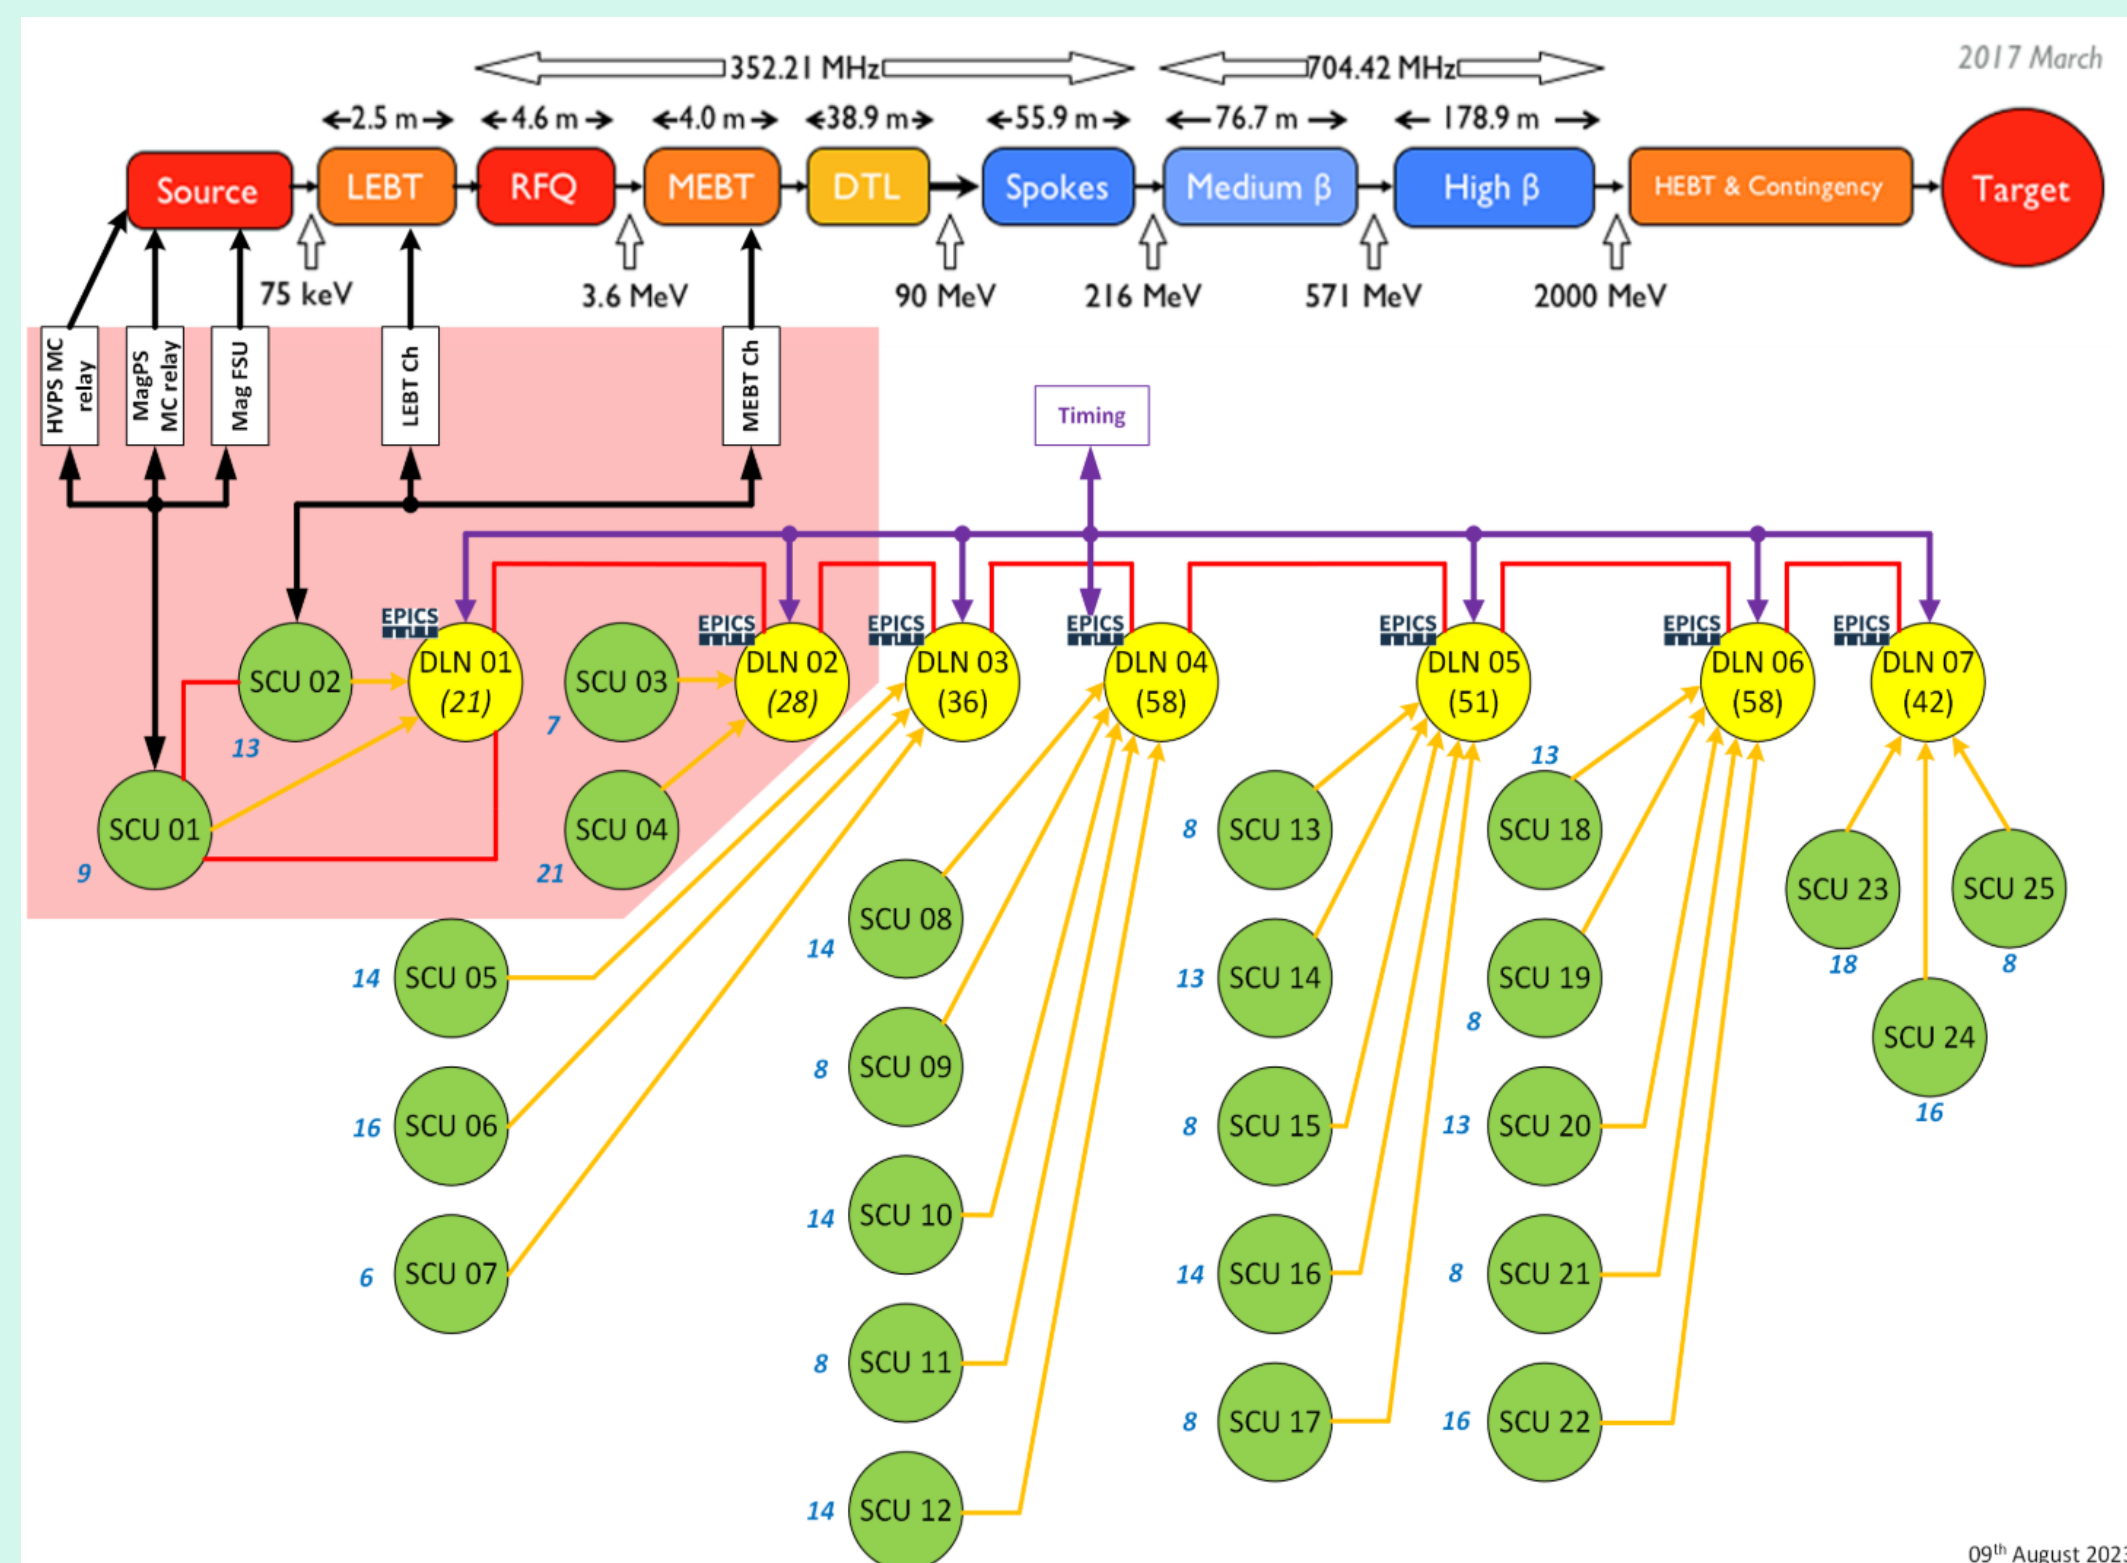 2017 March
352.21 MHz
704.42 MHz
2.5 m
4.6 m
4.0 m
38.9 m
55.9 m
76.7 m
178.9 m
Source
LEBT
RFQ
MEBT
DTL
Spokes
Medium β
High β
HEBT & Contingency
Target
75 keV
3.6 MeV
90 MeV
216 MeV
571 MeV
2000 MeV
HVPS MC
relay
MagPS
MC relay
Mag FSU
LEBT Ch
MEBT Ch
Timing
EPICS
EPICS
EPICS
EPICS
EPICS
EPICS
EPICS
SCU 02
13
DLN 01
(21)
SCU 03
7
DLN 02
(28)
DLN 03
(36)
DLN 04
(58)
DLN 05
(51)
DLN 06
(58)
DLN 07
(42)
SCU 01
9
SCU 04
21
SCU 05
14
SCU 06
16
SCU 07
6
SCU 08
14
SCU 09
8
SCU 10
14
SCU 11
8
SCU 12
14
SCU 13
8
SCU 14
13
SCU 15
8
SCU 16
14
SCU 17
8
13
SCU 18
SCU 19
8
SCU 20
13
SCU 21
8
SCU 22
16
SCU 23
18
SCU 24
16
SCU 25
8
09th August